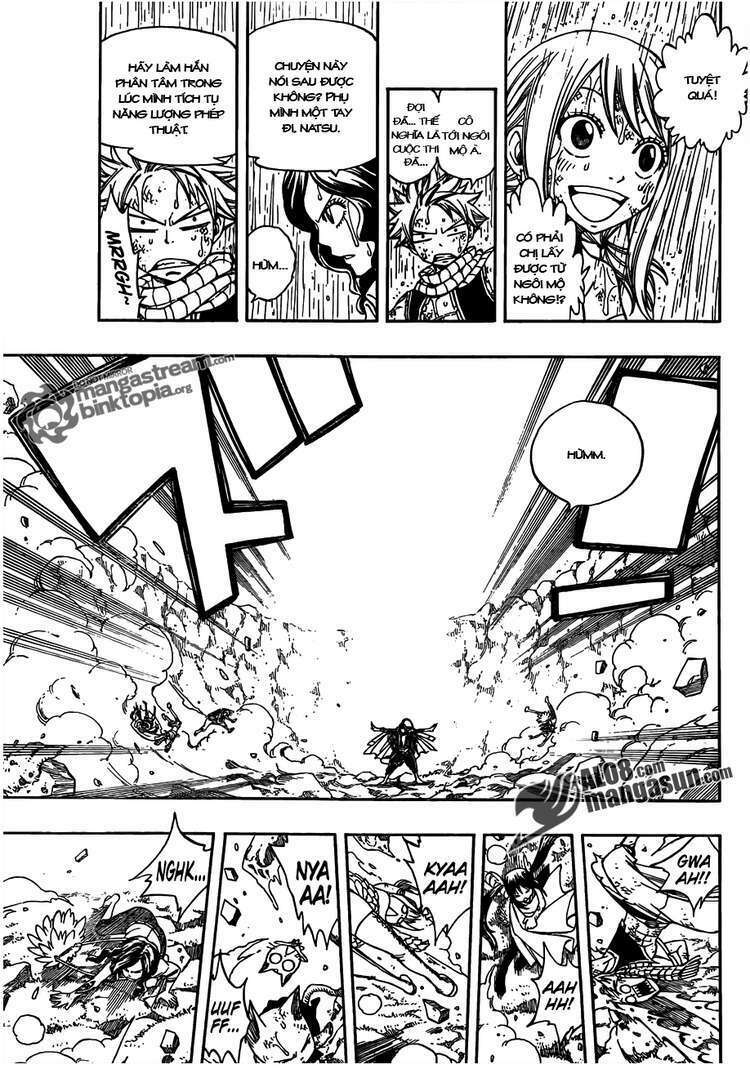 TUYỆT
QUÁ!
CÓ PHẢI
CHỊ LẤY
ĐƯỢC TỪ
NGÔI MỘ
KHÔNG!?
CÔ
TỚI NGÔI
MỘ À.
ĐỢI
ĐÃ... THẾ
NGHĨA LÀ
CUỘC THI
ĐÃ...
CHUYỆN NÀY
NÓI SAU ĐƯỢC
KHÔNG? PHỤ
MÌNH MỘT TAY
ĐI, NATSU.
HỪM...
HÃY LÀM HẮN
PHÂN TÂM TRONG
LÚC MÌNH TÍCH TỤ
NĂNG LƯỢNG PHÉP
THUẬT.
MRRGH~
HỪMM.
ズオ
mangastream.com
binktopia.org
AL08.com
mangasun.com
GWA
AH!!
AAH
HH!
KYAA
AAH!
NYA
AA!
UUF
FF...
NGHK...